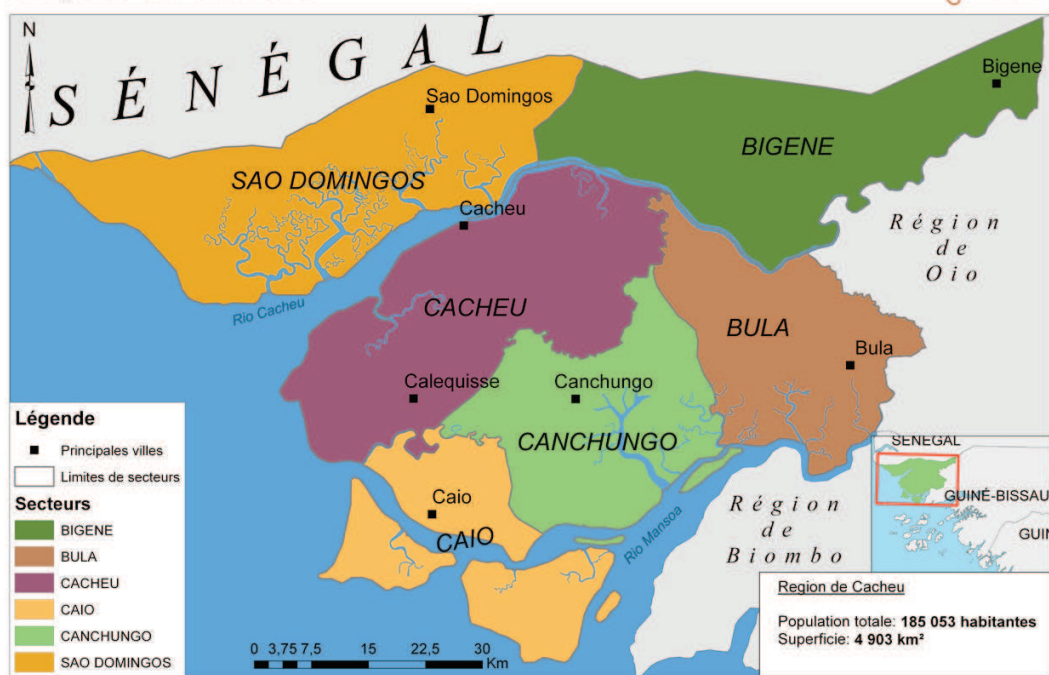 N
SÉNÉGAL
Bigene
Sao Domingos
BIGENE
SAO DOMINGOS
Cacheu
Région
de
Oio
Rio Cacheu
CACHEU
BULA
Bula
Calequisse
Canchungo
CANCHUNGO
Légende
Principales villes
Limites de secteurs
Secteurs
BIGENE
BULA
CACHEU
CAIO
CANCHUNGO
SAO DOMINGOS
Caio
CAIO
Rio Mansoa
Région
de
Biombo
SENEGAL
GUINÉ-BISSAU
GUIN
0 3,75 7,5 15 22,5 30
Km
Region de Cacheu
Population totale: 185 053 habitantes
Superficie: 4 903 km²